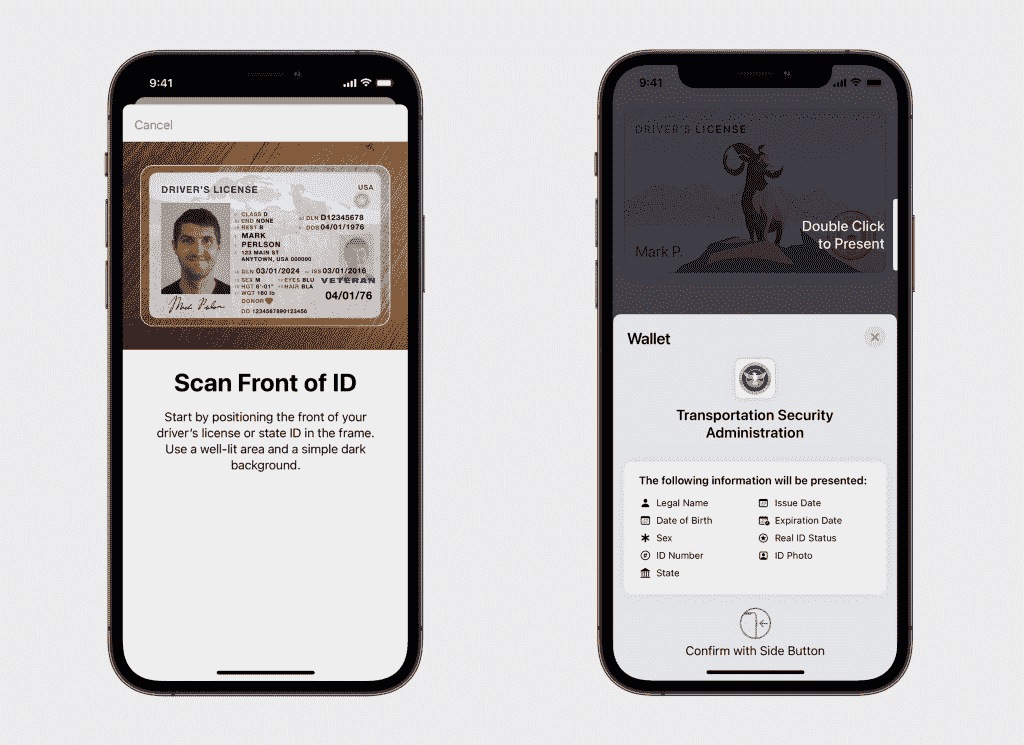 9:41
Cancel
DRIVER'S LICENSE
USA
CLASS D
END NONE
REST B
DLN D12345678
DOB 04/01/1976
MARK
PERLSON
123 MAIN ST
ANYTOWN, USA 000000
DLN 03/01/2024
ISS 03/01/2016
SEX M
EYES BLU
HGT 6'-01"
HAIR BLA
WGT 160 lb
VETERAN
DONOR
04/01/76
DD 1234567890123456
Mark Perlson
Scan Front of ID
Start by positioning the front of your
driver's license or state ID in the frame.
Use a well-lit area and a simple dark
background.
9:41
DRIVER'S LICENSE
Double Click
to Present
Mark P.
Wallet
Transportation Security
Administration
The following information will be presented:
Legal Name
Date of Birth
Sex
ID Number
State
Issue Date
Expiration Date
Real ID Status
ID Photo
Confirm with Side Button